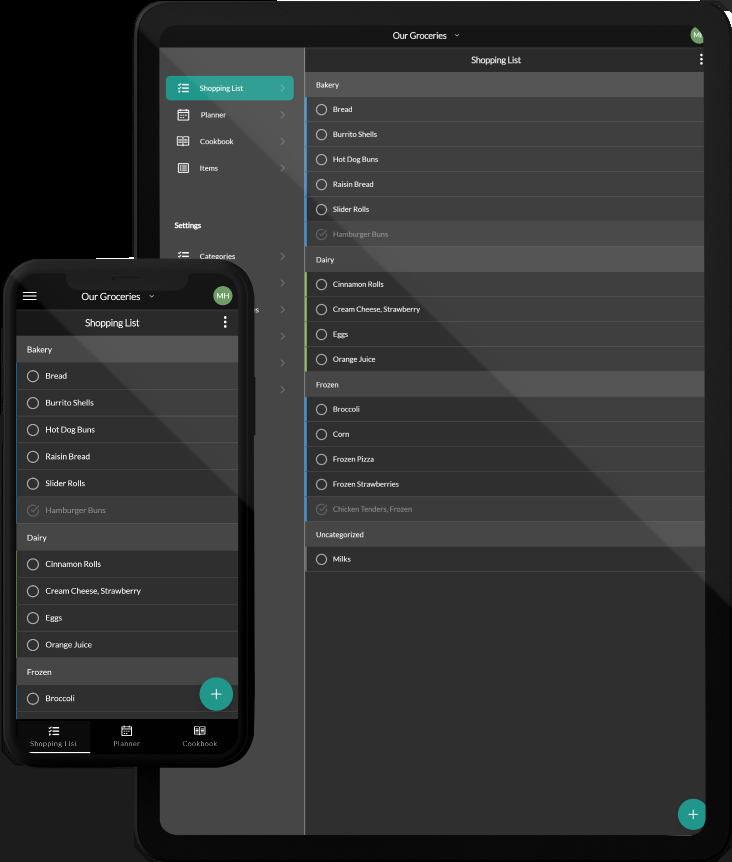 Our Groceries
MH
Shopping List
Shopping List
Planner
Cookbook
Items
Settings
Categories
es
Bakery
Bread
Burrito Shells
Hot Dog Buns
Raisin Bread
Slider Rolls
Hamburger Buns
Dairy
Cinnamon Rolls
Cream Cheese, Strawberry
Eggs
Orange Juice
Frozen
Broccoli
Corn
Frozen Pizza
Frozen Strawberries
Chicken Tenders, Frozen
Uncategorized
Milks
Our Groceries
MH
Shopping List
Bakery
Bread
Burrito Shells
Hot Dog Buns
Raisin Bread
Slider Rolls
Hamburger Buns
Dairy
Cinnamon Rolls
Cream Cheese, Strawberry
Eggs
Orange Juice
Frozen
Broccoli
Shopping List
Planner
Cookbook